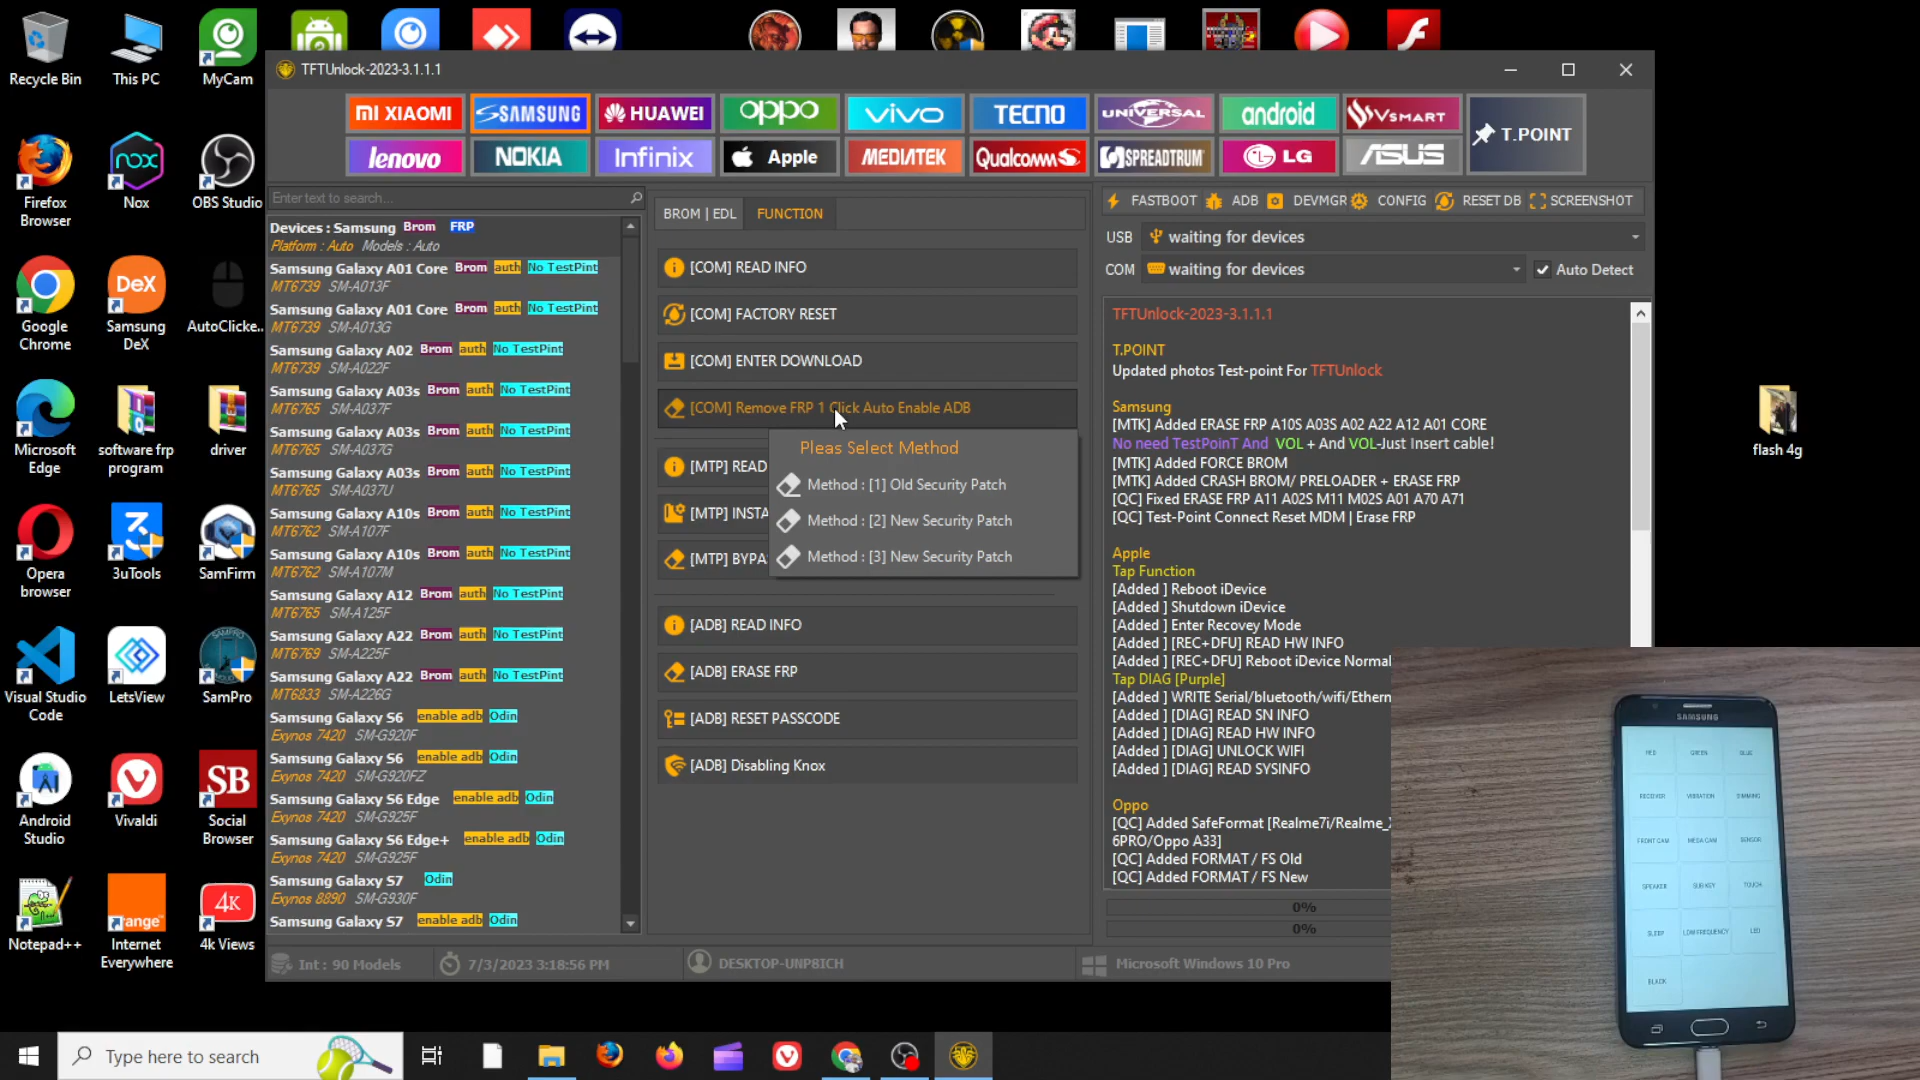 Recycle Bin
This PC
MyCam
Firefox
Browser
Nox
OBS Studio
Google
Chrome
Samsung
DeX
AutoClicke...
Microsoft
Edge
software frp
program
driver
Opera
browser
3uTools
SamFirm
Visual Studio
Code
LetsView
SamPro
Android
Studio
Vivaldi
Social
Browser
Notepad++
Internet
Everywhere
4k Views
flash 4g
TFTUnlock-2023-3.1.1.1
MI XIAOMI
SAMSUNG
HUAWEI
oppo
vivo
TECNO
UNIVERSAL
android
VSMART
T.POINT
lenovo
NOKIA
Infinix
Apple
MEDIATEK
QualcommS
SPREADTRUM
LG
ASUS
Enter text to search...
Devices : Samsung Brom FRP
Platform : Auto Models : Auto
Samsung Galaxy A01 Core Brom auth No TestPint
MT6739 SM-A013F
Samsung Galaxy A01 Core Brom auth No TestPint
MT6739 SM-A013G
Samsung Galaxy A02 Brom auth No TestPint
MT6739 SM-A022F
Samsung Galaxy A03s Brom auth No TestPint
MT6765 SM-A037F
Samsung Galaxy A03s Brom auth No TestPint
MT6765 SM-A037G
Samsung Galaxy A03s Brom auth No TestPint
MT6765 SM-A037U
Samsung Galaxy A10s Brom auth No TestPint
MT6762 SM-A107F
Samsung Galaxy A10s Brom auth No TestPint
MT6762 SM-A107M
Samsung Galaxy A12 Brom auth No TestPint
MT6765 SM-A125F
Samsung Galaxy A22 Brom auth No TestPint
MT6769 SM-A225F
Samsung Galaxy A22 Brom auth No TestPint
MT6833 SM-A226G
Samsung Galaxy S6 enable adb Odin
Exynos 7420 SM-G920F
Samsung Galaxy S6 enable adb Odin
Exynos 7420 SM-G920FZ
Samsung Galaxy S6 Edge enable adb Odin
Exynos 7420 SM-G925F
Samsung Galaxy S6 Edge+ enable adb Odin
Exynos 7420 SM-G925F
Samsung Galaxy S7 Odin
Exynos 8890 SM-G930F
Samsung Galaxy S7 enable adb Odin
BROM | EDL FUNCTION
[COM] READ INFO
[COM] FACTORY RESET
[COM] ENTER DOWNLOAD
[COM] Remove FRP 1 Click Auto Enable ADB
Pleas Select Method
Method : [1] Old Security Patch
Method : [2] New Security Patch
Method : [3] New Security Patch
[MTP] READ
[MTP] INSTA
[MTP] BYPA
[ADB] READ INFO
[ADB] ERASE FRP
[ADB] RESET PASSCODE
[ADB] Disabling Knox
FASTBOOT ADB DEVMGR CONFIG RESET DB SCREENSHOT
USB waiting for devices
COM waiting for devices Auto Detect
TFTUnlock-2023-3.1.1.1
T.POINT
Updated photos Test-point For TFTUnlock
Samsung
[MTK] Added ERASE FRP A10S A03S A02 A22 A12 A01 CORE
No need TestPoinT And VOL + And VOL-Just Insert cable!
[MTK] Added FORCE BROM
[MTK] Added CRASH BROM/ PRELOADER + ERASE FRP
[QC] Fixed ERASE FRP A11 A02S M11 M02S A01 A70 A71
[QC] Test-Point Connect Reset MDM | Erase FRP
Apple
Tap Function
[Added ] Reboot iDevice
[Added ] Shutdown iDevice
[Added ] Enter Recovey Mode
[Added ] [REC+DFU] READ HW INFO
[Added ] [REC+DFU] Reboot iDevice Normal
Tap DIAG [Purple]
[Added ] WRITE Serial/bluetooth/wifi/Ethern
[Added ] [DIAG] READ SN INFO
[Added ] [DIAG] READ HW INFO
[Added ] [DIAG] UNLOCK WIFI
[Added ] [DIAG] READ SYSINFO
Oppo
[QC] Added SafeFormat [Realme7i/Realme_X
6PRO/Oppo A33]
[QC] Added FORMAT / FS Old
[QC] Added FORMAT / FS New
0%
0%
Int : 90 Models
7/3/2023 3:18:56 PM
DESKTOP-UNP8ICH
Microsoft Windows 10 Pro
Type here to search
SAMSUNG
RED GREEN BLUE
RECEIVER VIBRATION DIMMING
FRONT CAM MEGA CAM SENSOR
SPEAKER SUB KEY TOUCH
SLEEP LOW FREQUENCY LED
BLACK